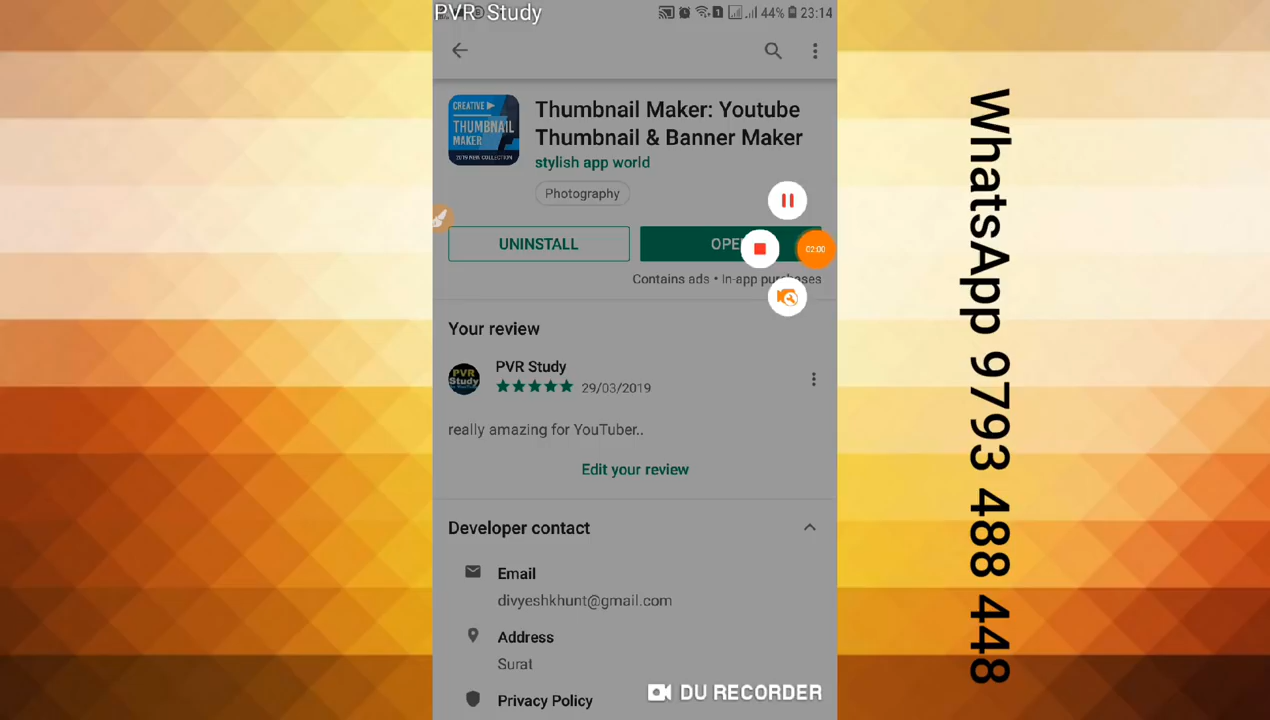 PVR Study
1
44%
23:14
CREATIVE
THUMBNAIL
MAKER
Thumbnail Maker: Youtube
Thumbnail & Banner Maker
stylish app world
Photography
UNINSTALL
OPE
02:00
Contains ads • In-app purchases
Your review
PVR Study
PVR
Study
29/03/2019
really amazing for YouTuber..
Edit your review
Developer contact
Email
divyeshkhunt@gmail.com
Address
Surat
Privacy Policy
DU RECORDER
WhatsApp 9793 488 448